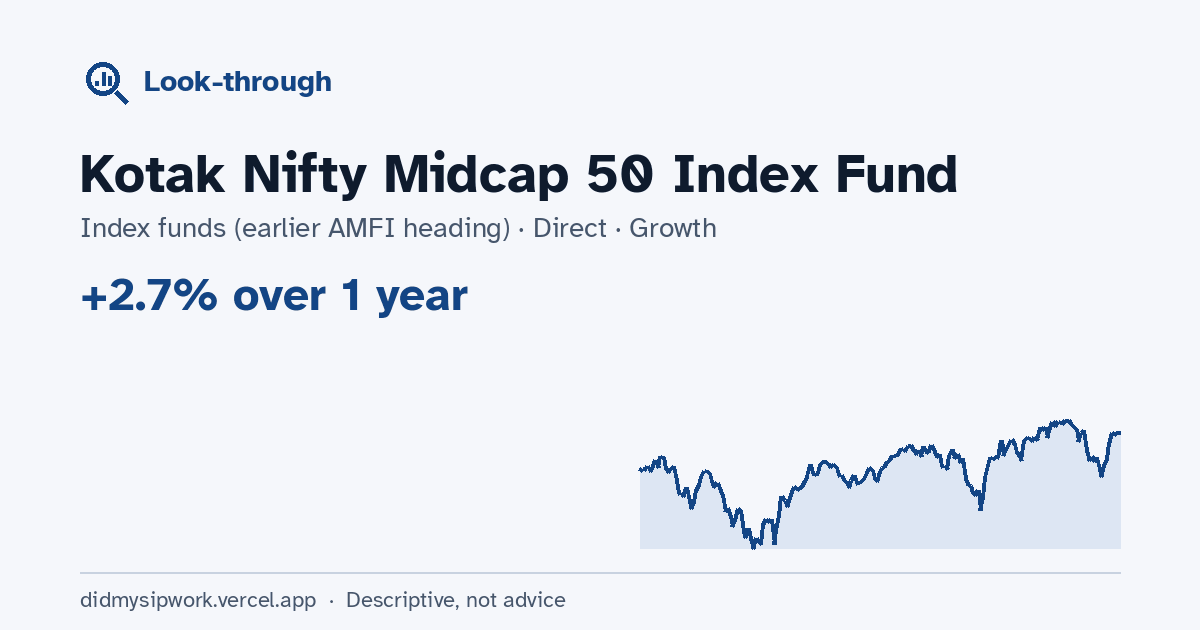 Look-through
Kotak Nifty Midcap 50 Index Fund
Index funds (earlier AMFI heading) · Direct · Growth
+2.7% over 1 year
didmysipwork.vercel.app · Descriptive, not advice